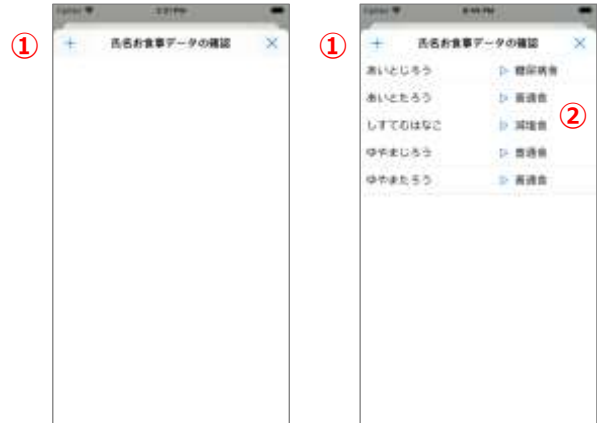 氏名お食事データの確認
①
氏名お食事データの確認
①
あいとじろう ▷ 糖尿病食
あいとたろう ▷ 普通食
しすてむはなこ ▷ 減塩食
②
ゆやまじろう ▷ 普通食
ゆやまたろう ▷ 普通食